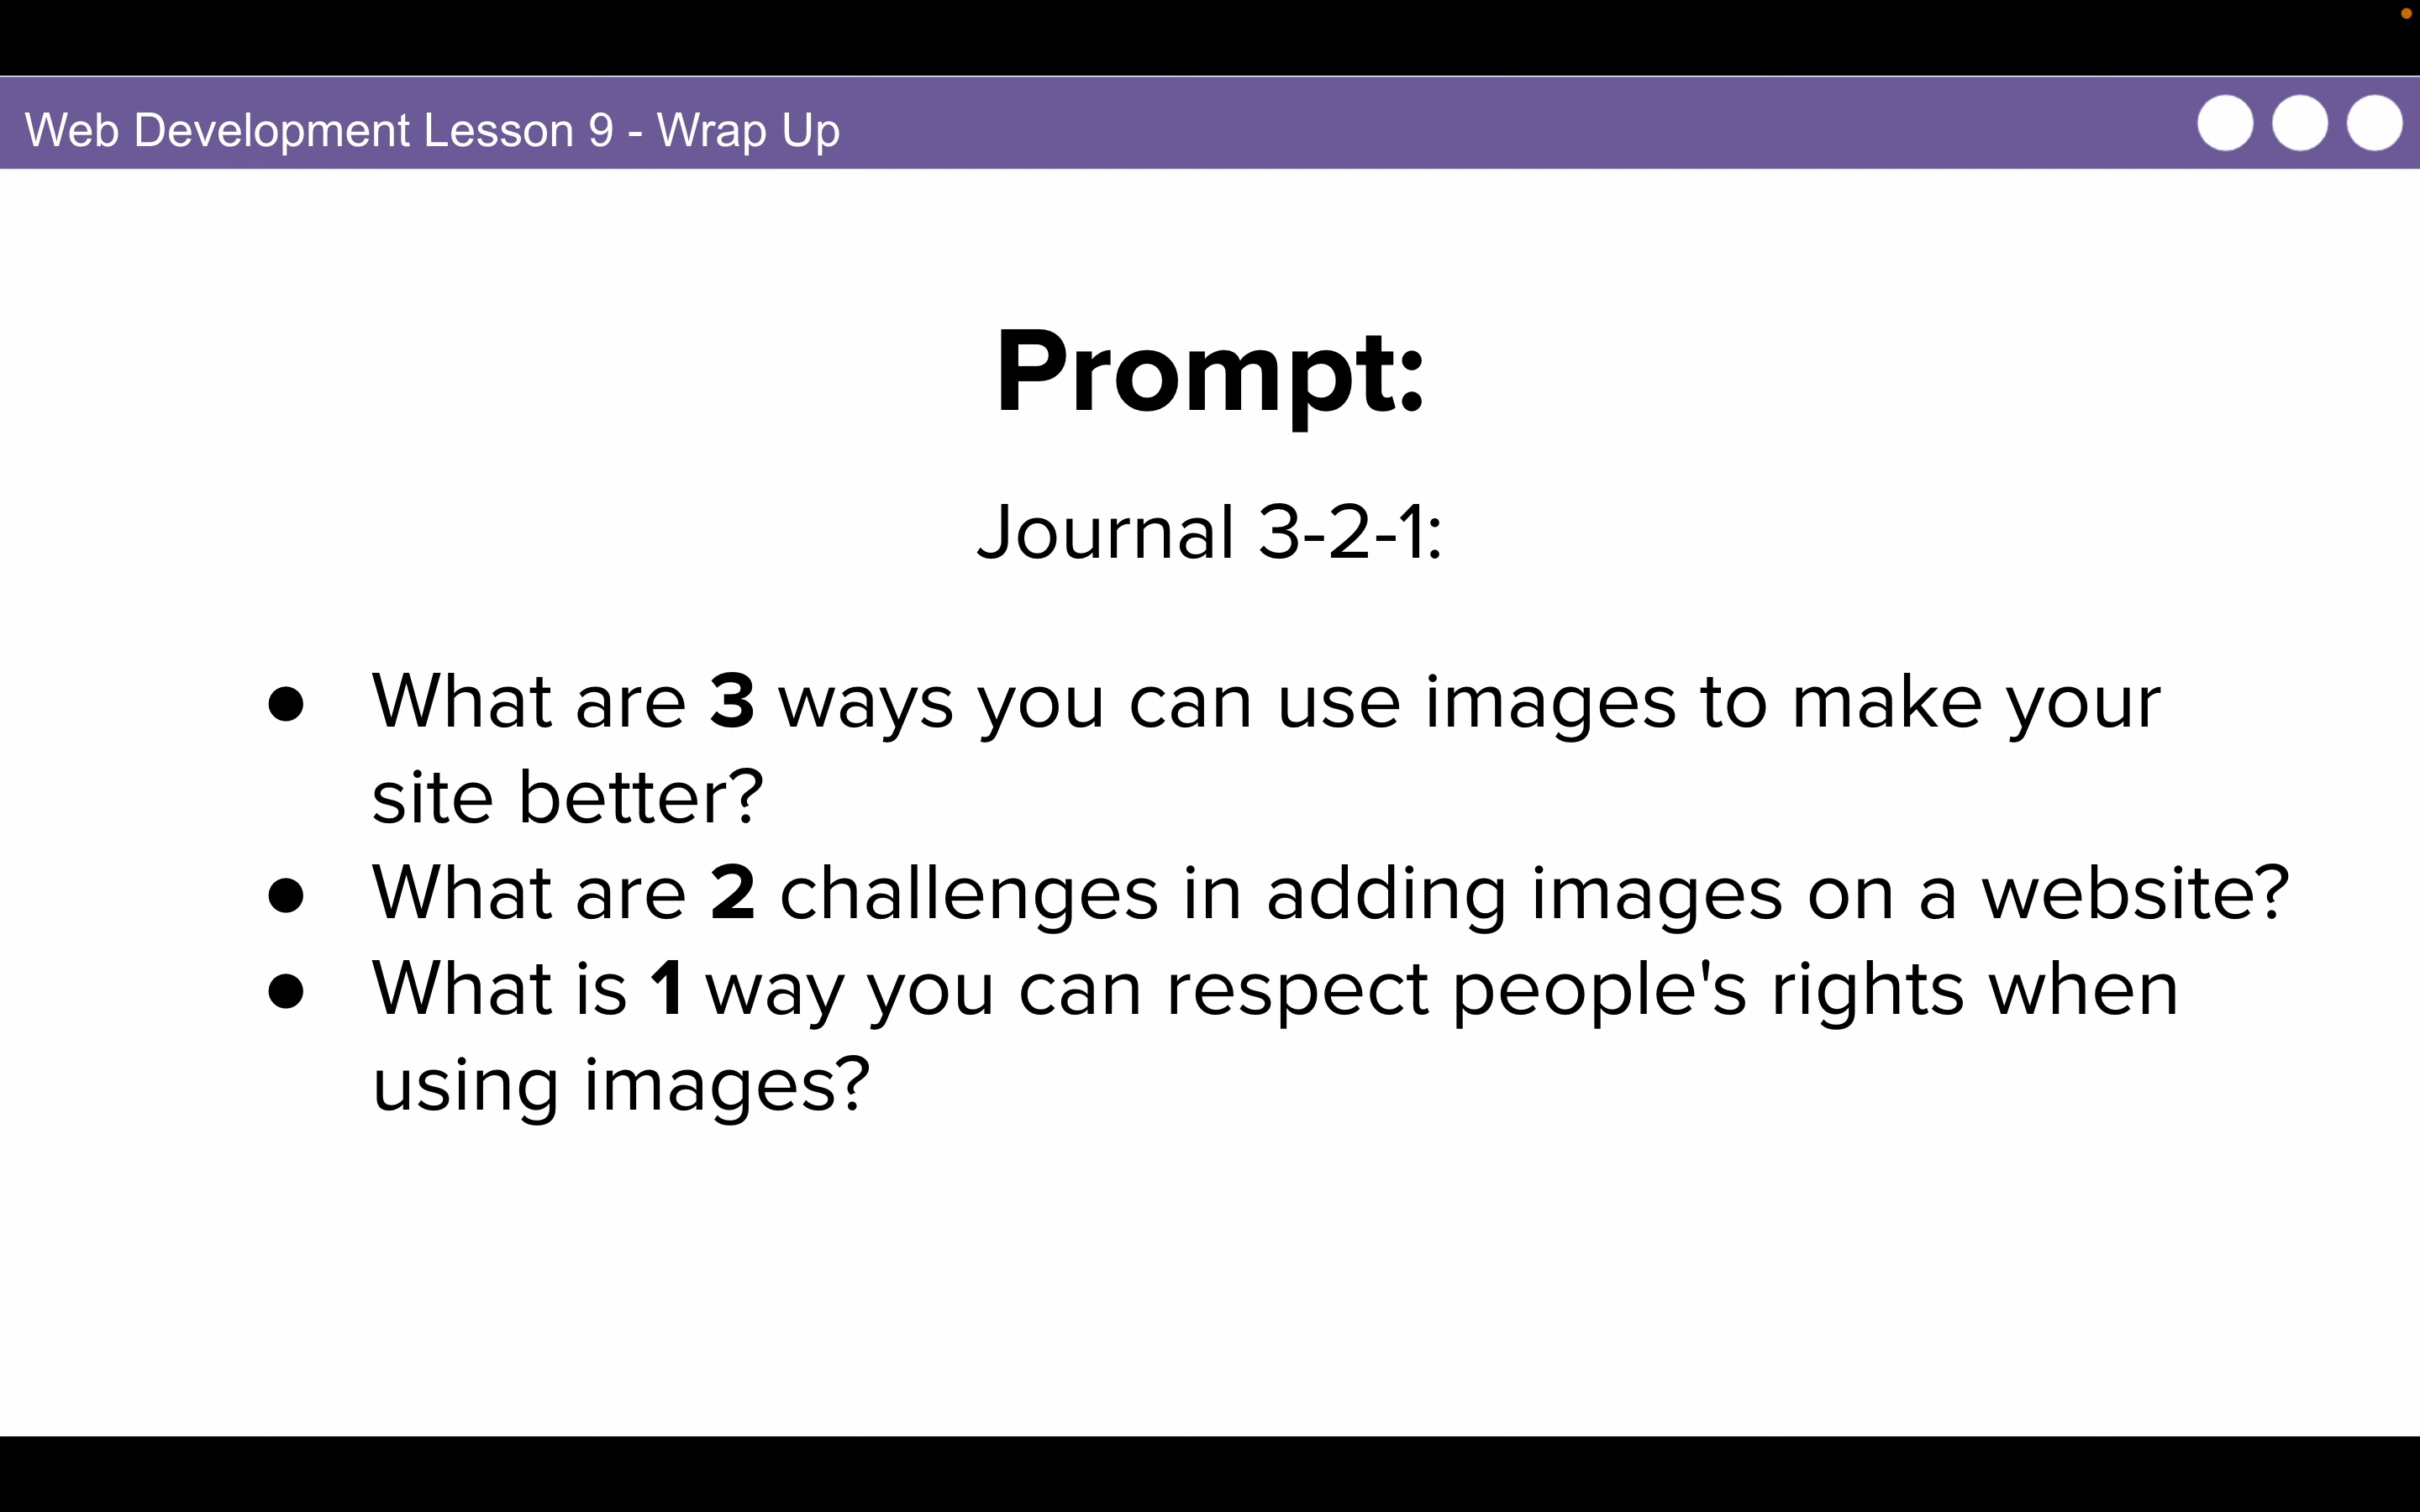 Web Development Lesson 9 - Wrap Up
Prompt:
Journal 3-2-1:
● What are 3 ways you can use images to make your
site better?
● What are 2 challenges in adding images on a website?
● What is 1 way you can respect people's rights when
using images?